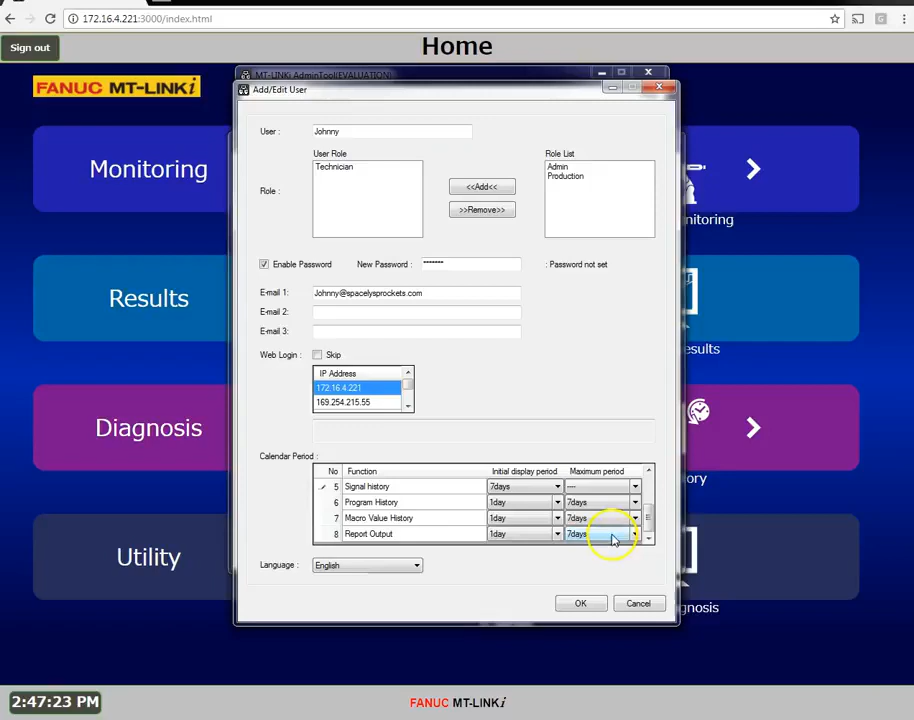 172.16.4.221:3000/index.html
Sign out
Home
FANUC MT-LINKi
MT-LINKi AdminTool(EVALUATION)
Add/Edit User
User :
Johnny
User Role
Role List
Role :
Technician
<<Add<<
>>Remove>>
Admin
Production
Enable Password
New Password :
*******
: Password not set
E-mail 1:
Johnny@spacelysprockets.com
E-mail 2:
E-mail 3:
Web Login :
Skip
IP Address
172.16.4.221
169.254.215.55
Calendar Period :
No Function Initial display period Maximum period
5 Signal history 7days ----
6 Program History 1day 7days
7 Macro Value History 1day 7days
8 Report Output 1day 7days
Language :
English
OK
Cancel
Monitoring
nitoring
Results
esults
Diagnosis
ory
Utility
gnosis
2:47:23 PM
FANUC MT-LINKi